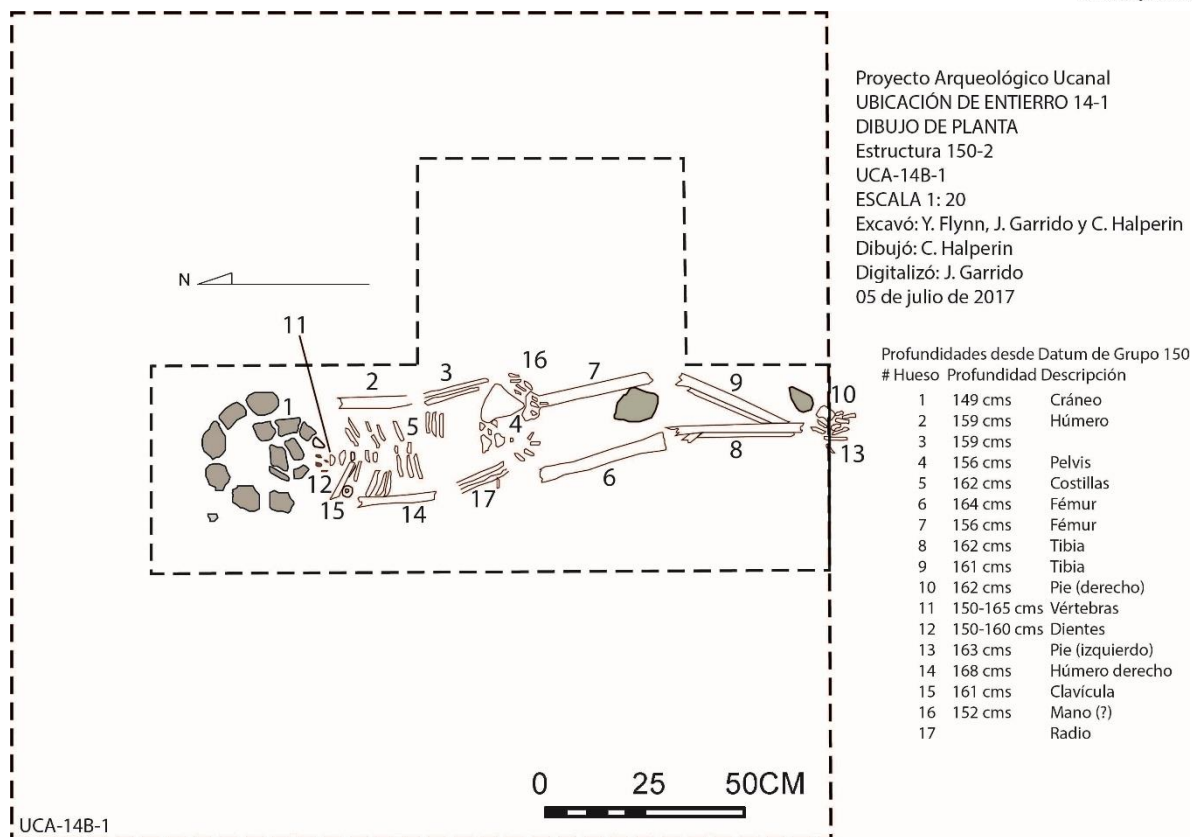 Proyecto Arqueológico Ucanal
UBICACIÓN DE ENTIERRO 14-1
DIBUJO DE PLANTA
Estructura 150-2
UCA-14B-1
ESCALA 1: 20
Excavó: Y. Flynn, J. Garrido y C. Halperin
Dibujó: C. Halperin
Digitalizó: J. Garrido
05 de julio de 2017
N
11
16
2
3
7
9
10
1
5
4
12
15
14
17
6
8
13
Profundidades desde Datum de Grupo 150
# Hueso Profundidad Descripción
1 149 cms Cráneo
2 159 cms Húmero
3 159 cms
4 156 cms Pelvis
5 162 cms Costillas
6 164 cms Fémur
7 156 cms Fémur
8 162 cms Tibia
9 161 cms Tibia
10 162 cms Pie (derecho)
11 150-165 cms Vértebras
12 150-160 cms Dientes
13 163 cms Pie (izquierdo)
14 168 cms Húmero derecho
15 161 cms Clavícula
16 152 cms Mano (?)
17 Radio
0 25 50CM
UCA-14B-1